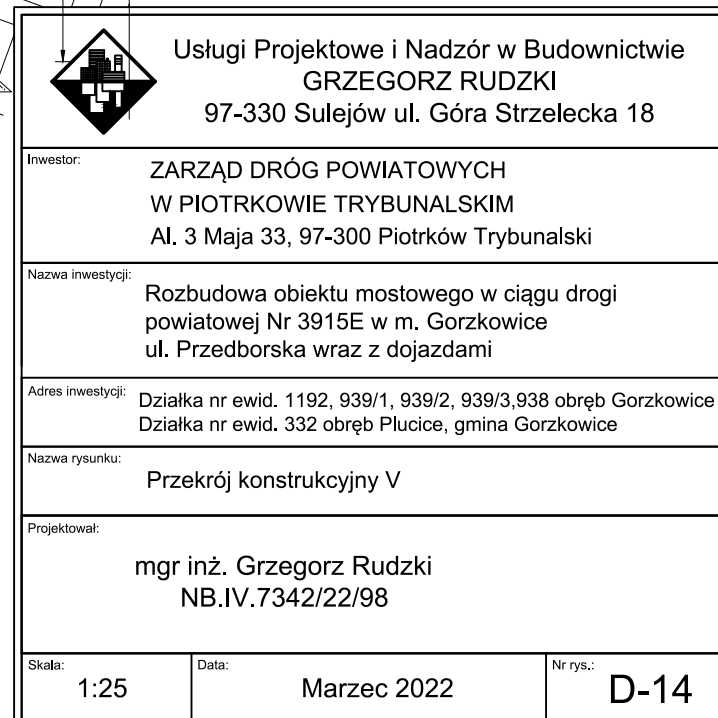 Usługi Projektowe i Nadzór w Budownictwie
GRZEGORZ RUDZKI
97-330 Sulejów ul. Góra Strzelecka 18
Inwestor:
ZARZĄD DRÓG POWIATOWYCH
W PIOTRKOWIE TRYBUNALSKIM
Al. 3 Maja 33, 97-300 Piotrków Trybunalski
Nazwa inwestycji:
Rozbudowa obiektu mostowego w ciągu drogi
powiatowej Nr 3915E w m. Gorzkowice
ul. Przedborska wraz z dojazdami
Adres inwestycji:
Działka nr ewid. 1192, 939/1, 939/2, 939/3,938 obręb Gorzkowice
Działka nr ewid. 332 obręb Plucice, gmina Gorzkowice
Nazwa rysunku:
Przekrój konstrukcyjny V
Projektował:
mgr inż. Grzegorz Rudzki
NB.IV.7342/22/98
Skala:
1:25
Data:
Marzec 2022
Nr rys.:
D-14